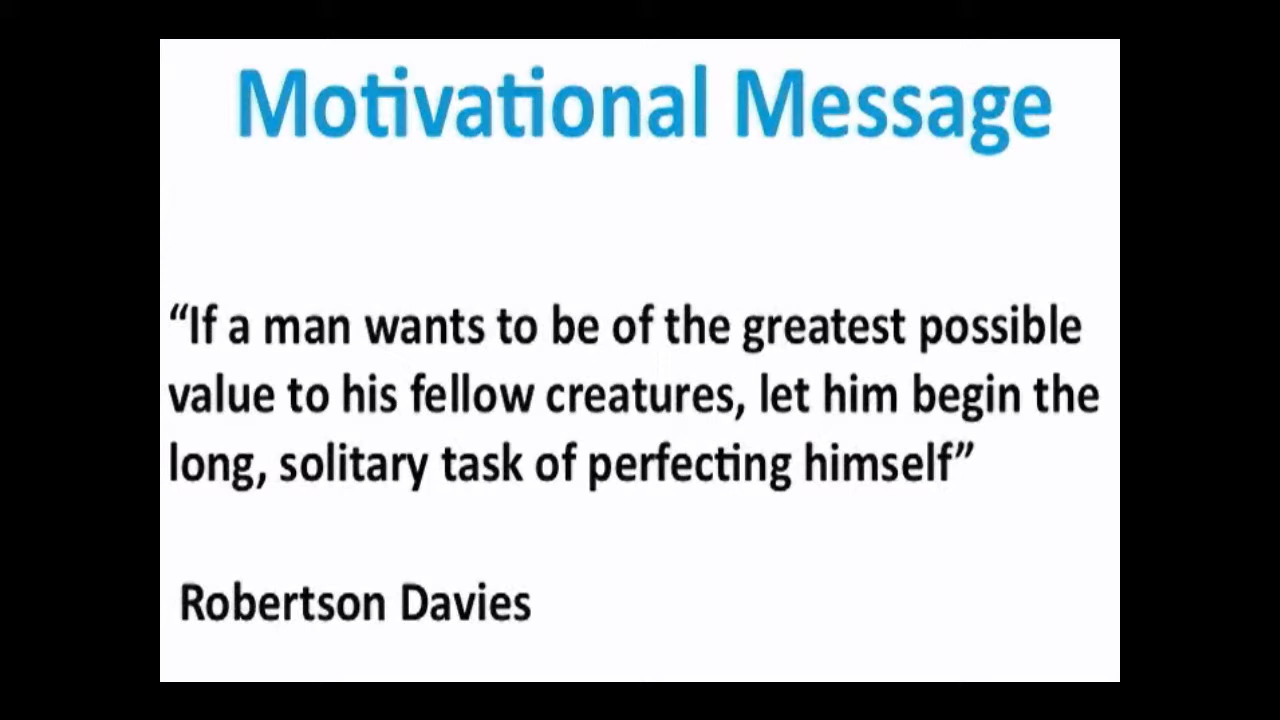 Motivational Message
“If a man wants to be of the greatest possible
value to his fellow creatures, let him begin the
long, solitary task of perfecting himself”
Robertson Davies